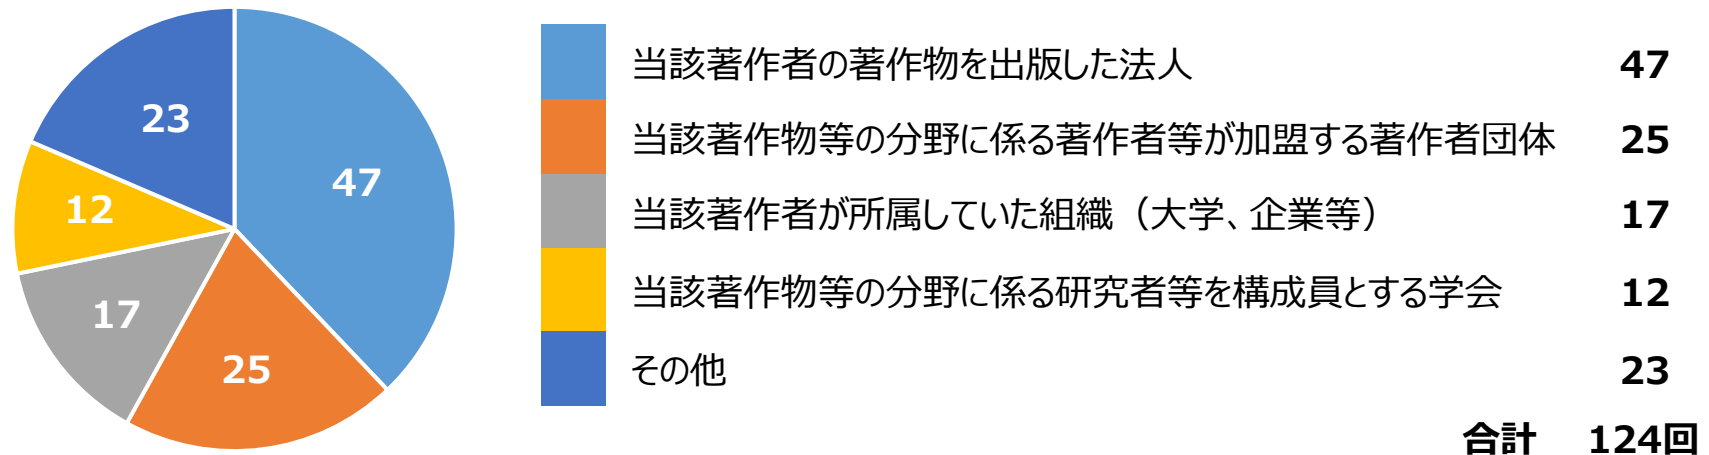 47
25
17
12
23
当該著作者の著作物を出版した法人 47
当該著作物等の分野に係る著作者等が加盟する著作者団体 25
当該著作者が所属していた組織（大学、企業等） 17
当該著作物等の分野に係る研究者等を構成員とする学会 12
その他 23
合計 124回